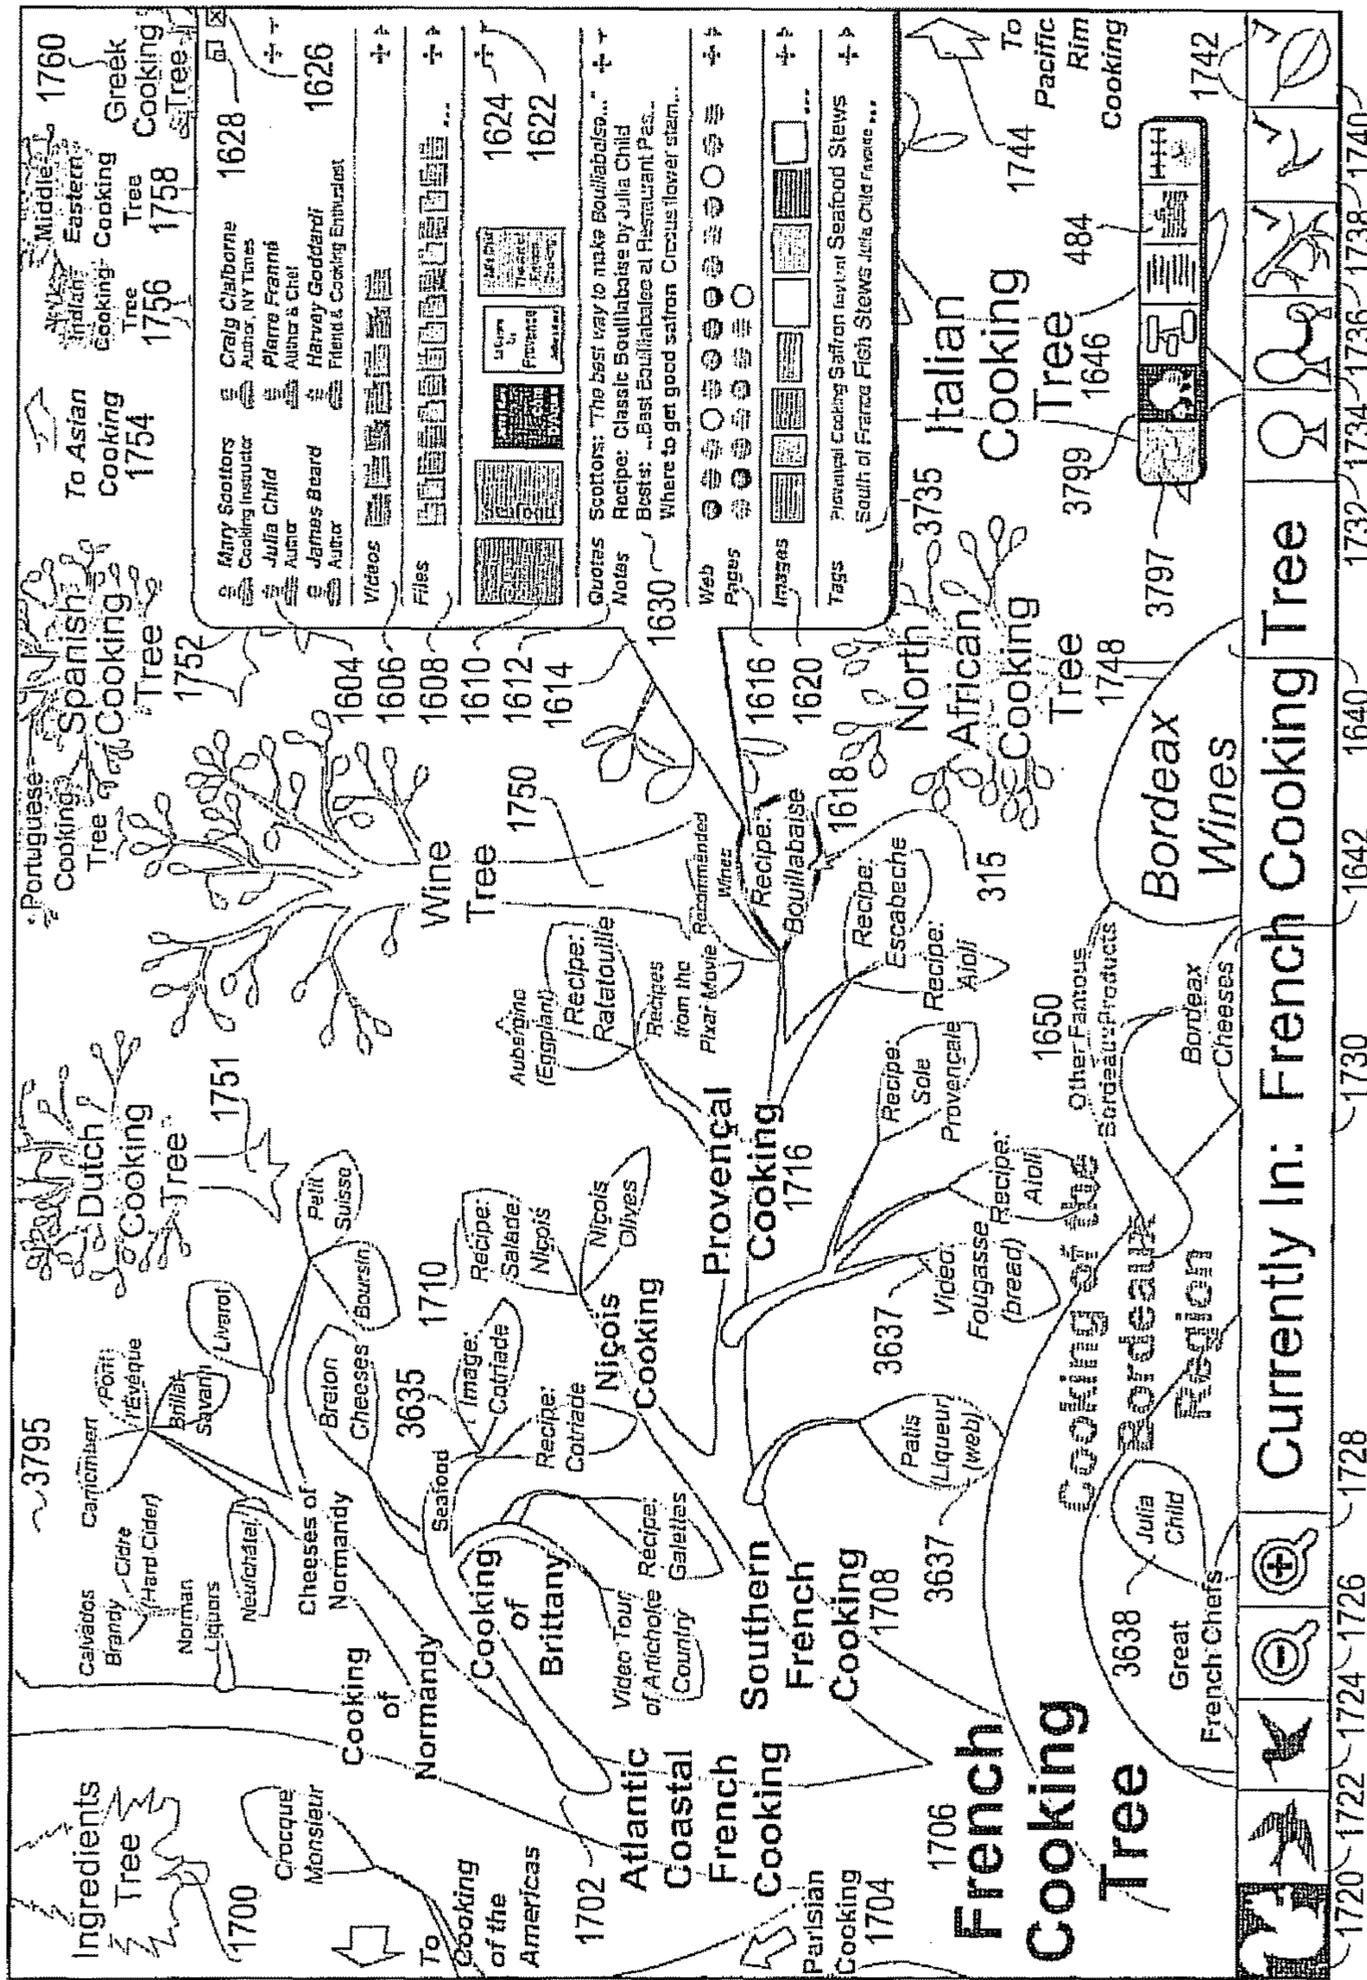 Ingredients
Tree
1700
Crocque
Monsieur
To
Cooking
of the
Americas
1702
Atlantic
Coastal
French
Cooking
Parisian
Cooking
1704
1706
French
Cooking
Tree
3795
Calvados
Brandy
Cidre
(Hard Cider)
Norman
Liquors
Pont
l'Évêque
Livarot
Cheeses of
Normandy
Cooking
of
Normandy
Breton
Cheeses
Boursin
Petit
Suisse
Dutch
Cooking
Tree
1751
Seafood
3635
Image:
Cotriade
Recipe:
Cotriade
Cooking
of
Brittany
Video Tour
of Artichoke
Country
Recipe:
Galettes
1710
Recipe:
Salade
Niçois
Niçois
Olives
Niçois
Cooking
Southern
French
Cooking
1708
Provençal
Cooking
1716
Aubergine
(Eggplant)
Recipe:
Ratatouille
Recipes
from the
Pixar Movie
Recommended
Wines
Recipe:
Bouillabaise
1618
Recipe:
Escabeche
Recipe:
Aioli
315
Recipe:
Sole
Provençale
Recipe:
Aioli
Video:
Fougasse
(bread)
3637
Patis
(Liqueur)
(web)
3637
Cooking of the
Bordeaux
Region
3638
Julia
Child
Great
French Chefs
1650
Other Famous
Bordeaux Products
Bordeax
Cheeses
Bordeax
Wines
Portuguese
Cooking
Tree
Spanish
Cooking
Tree
1752
Wine
Tree
1750
To Asian
Cooking
1754
Indian
Cooking
Tree
1756
Middle
Eastern
Cooking
Tree
1758
1760
Greek
Cooking
Tree
1628
1626
Mary Scottors
Cooking Instructor
Julia Child
Author
James Beard
Author
Craig Claiborne
Author, NY Times
Pierre Franné
Author & Chef
Harvey Goddardi
Friend & Cooking Enthusiast
Videos
Files
1624
1622
Provence
Quotes
Scottors: "The best way to make Bouillabaise..."
Notes
Recipe: Classic Bouillabaise by Julia Child
Bests: ...Best Bouillabaise at Restaurant Pas...
Where to get good safron Crocus flower stem...
Web
Pages
Images
Tags
Provençal Cooking Saffron Seafood Stews
South of France Fish Stews Julia Child
1604
1606
1608
1610
1612
1614
1630
1616
1620
North
African
Cooking
Tree
1748
3735
Italian
Cooking
Tree
1646
484
3799
3797
1744
To
Pacific
Rim
Cooking
1742
Currently In: French Cooking Tree
1720
1722
1724
1726
1728
1730
1642
1640
1732
1734
1736
1738
1740